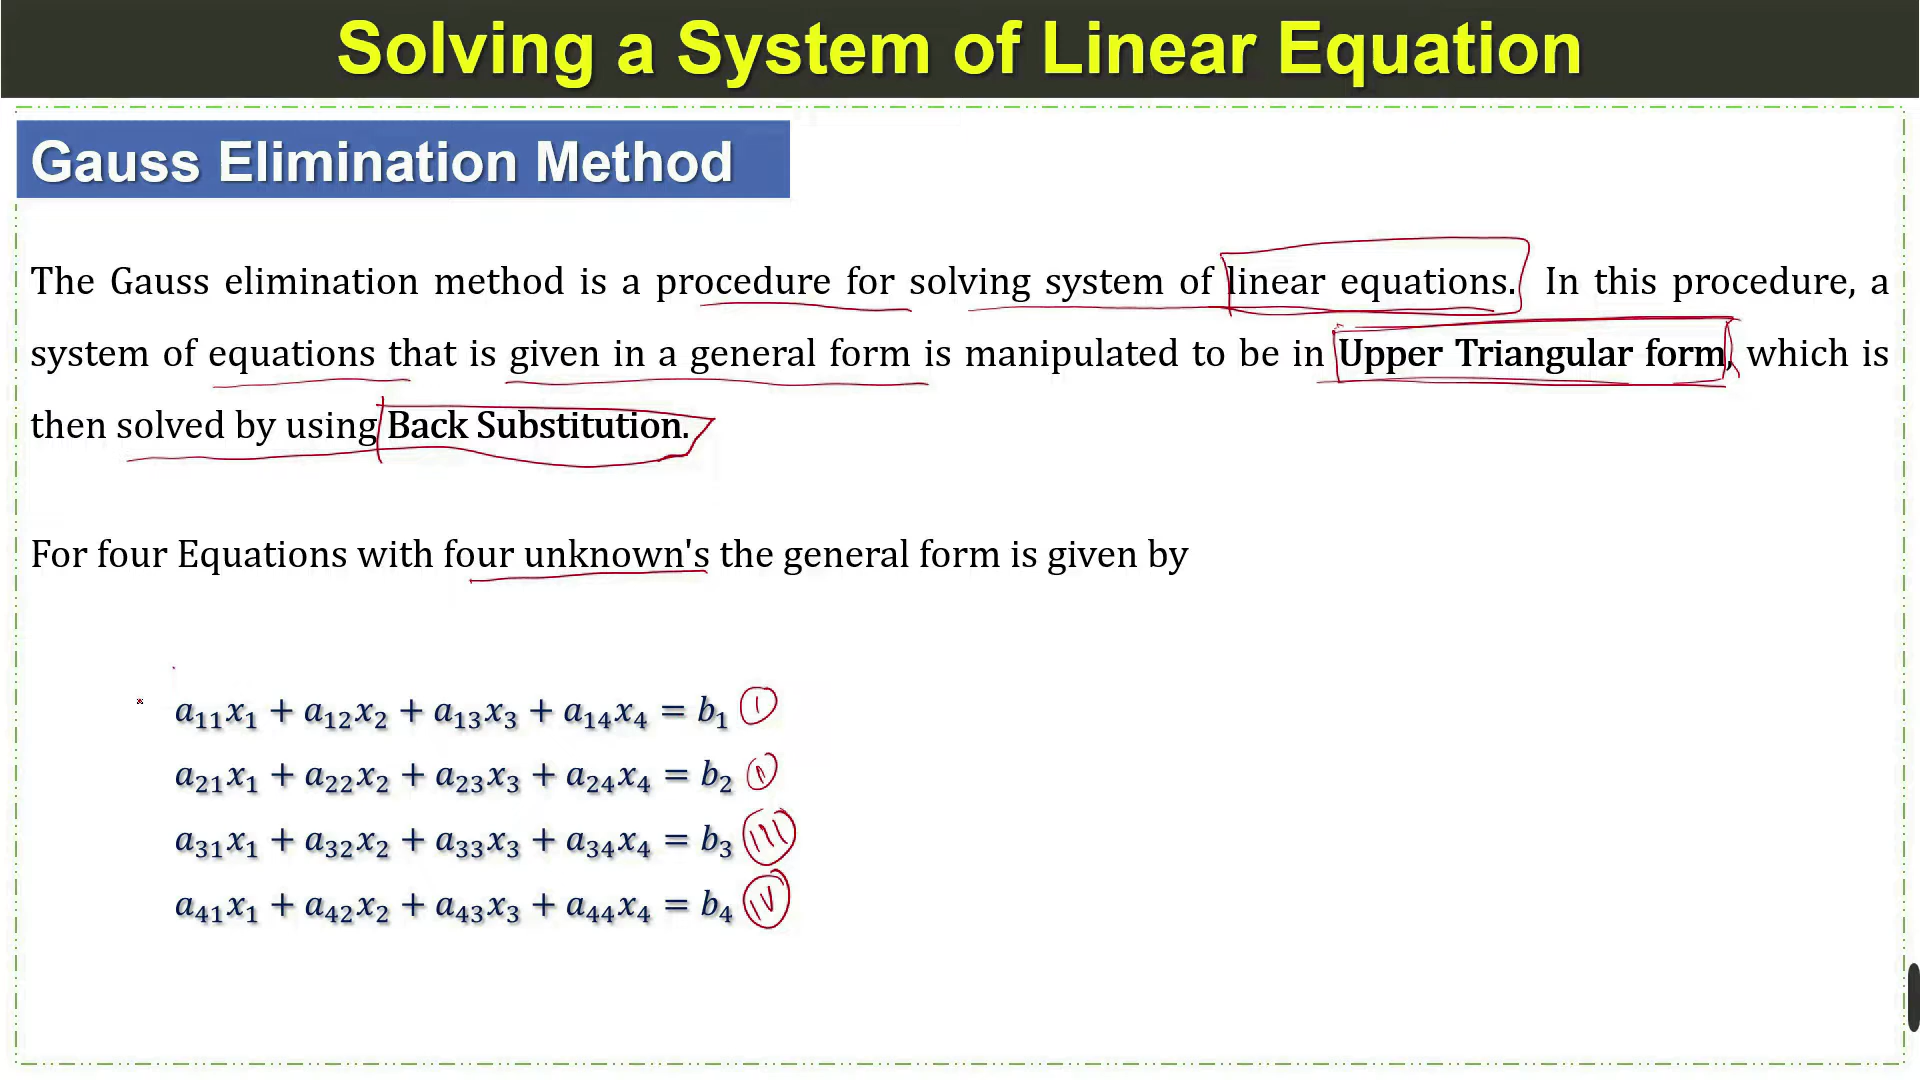 Solving a System of Linear Equation
Gauss Elimination Method
The Gauss elimination method is a procedure for solving system of linear equations. In this procedure, a
system of equations that is given in a general form is manipulated to be in Upper Triangular form, which is
then solved by using Back Substitution.
For four Equations with four unknown's the general form is given by
a₁₁x₁ + a₁₂x₂ + a₁₃x₃ + a₁₄x₄ = b₁ I
a₂₁x₁ + a₂₂x₂ + a₂₃x₃ + a₂₄x₄ = b₂ II
a₃₁x₁ + a₃₂x₂ + a₃₃x₃ + a₃₄x₄ = b₃ III
a₄₁x₁ + a₄₂x₂ + a₄₃x₃ + a₄₄x₄ = b₄ IV